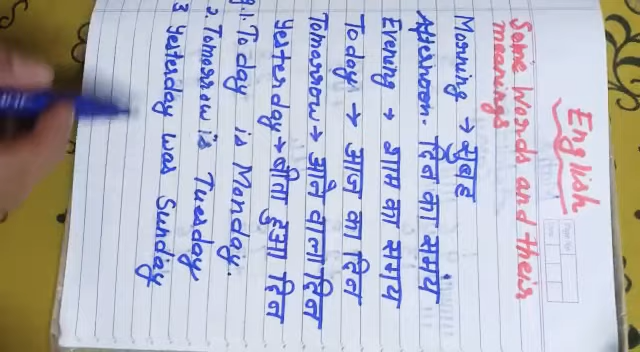 English
Some words and their
meanings
Morning → सुबह
Afternoon - दिन का समय
Evening → शाम का समय
Today → आज का दिन
Tomorrow → आने वाला दिन
Yesterday → बीता हुआ दिन
g.1. Today is Monday.
2. Tomorrow is Tuesday
3 Yesterday was Sunday